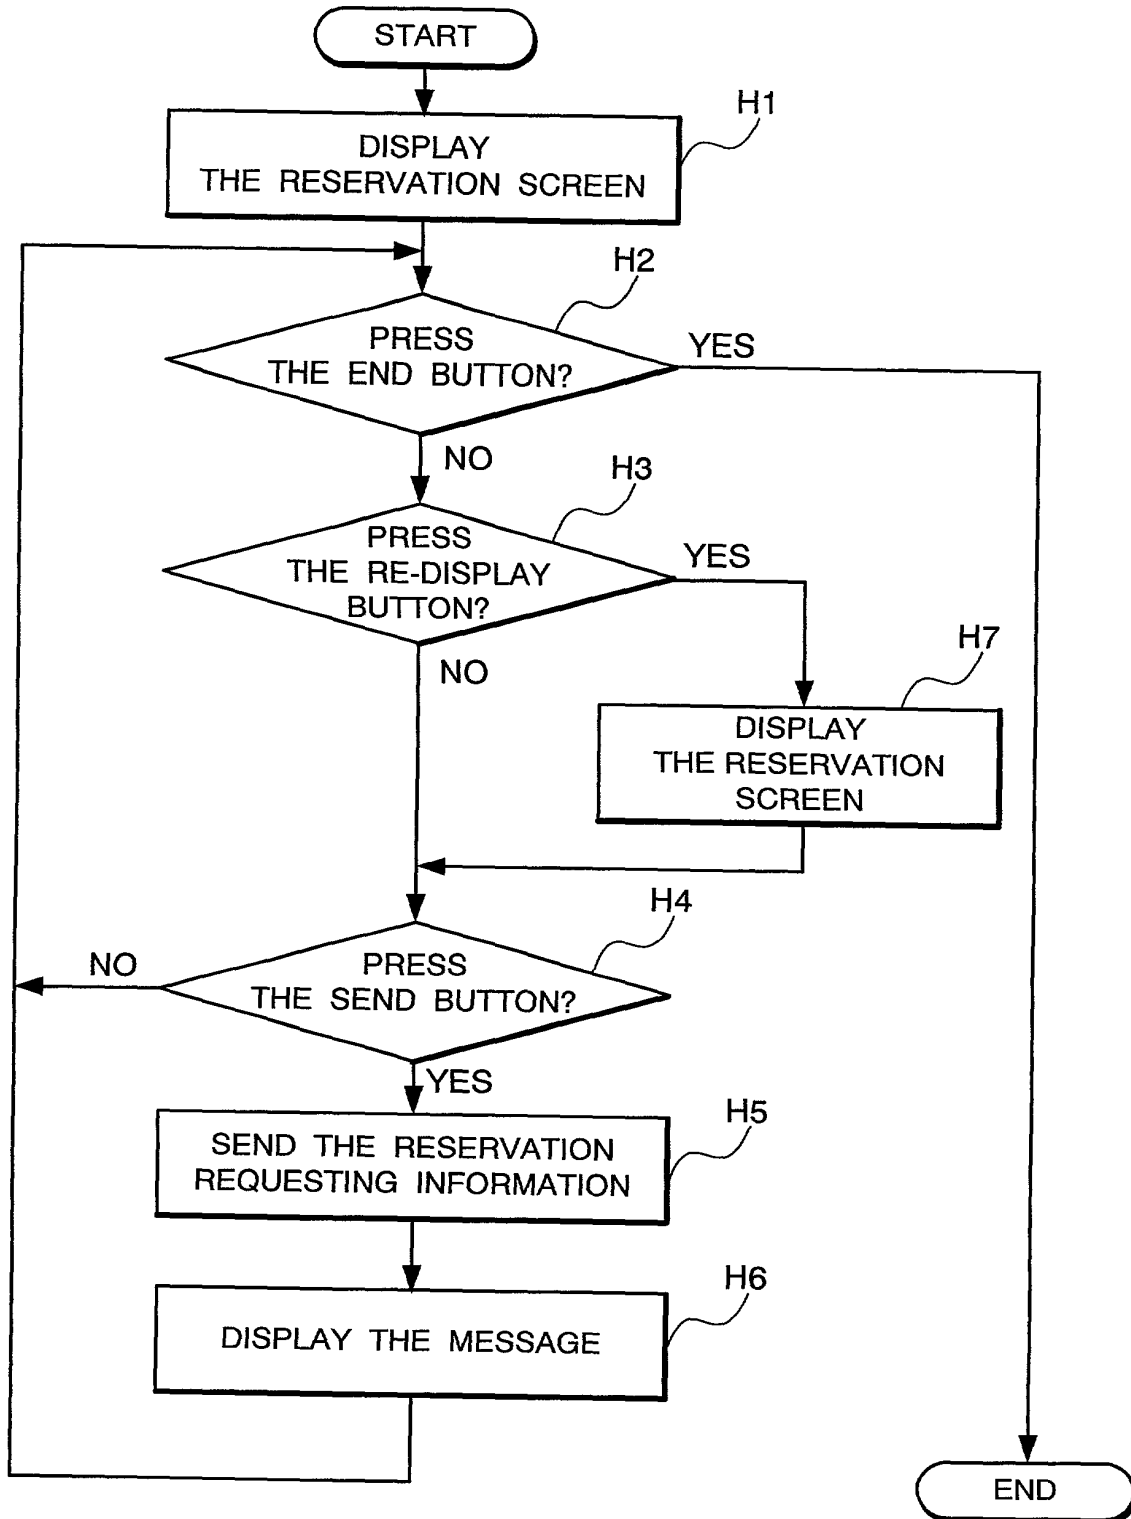 START
H1
DISPLAY
THE RESERVATION SCREEN
H2
PRESS
THE END BUTTON?
YES
NO
H3
PRESS
THE RE-DISPLAY
BUTTON?
YES
NO
H7
DISPLAY
THE RESERVATION
SCREEN
H4
PRESS
THE SEND BUTTON?
NO
YES
H5
SEND THE RESERVATION
REQUESTING INFORMATION
H6
DISPLAY THE MESSAGE
END